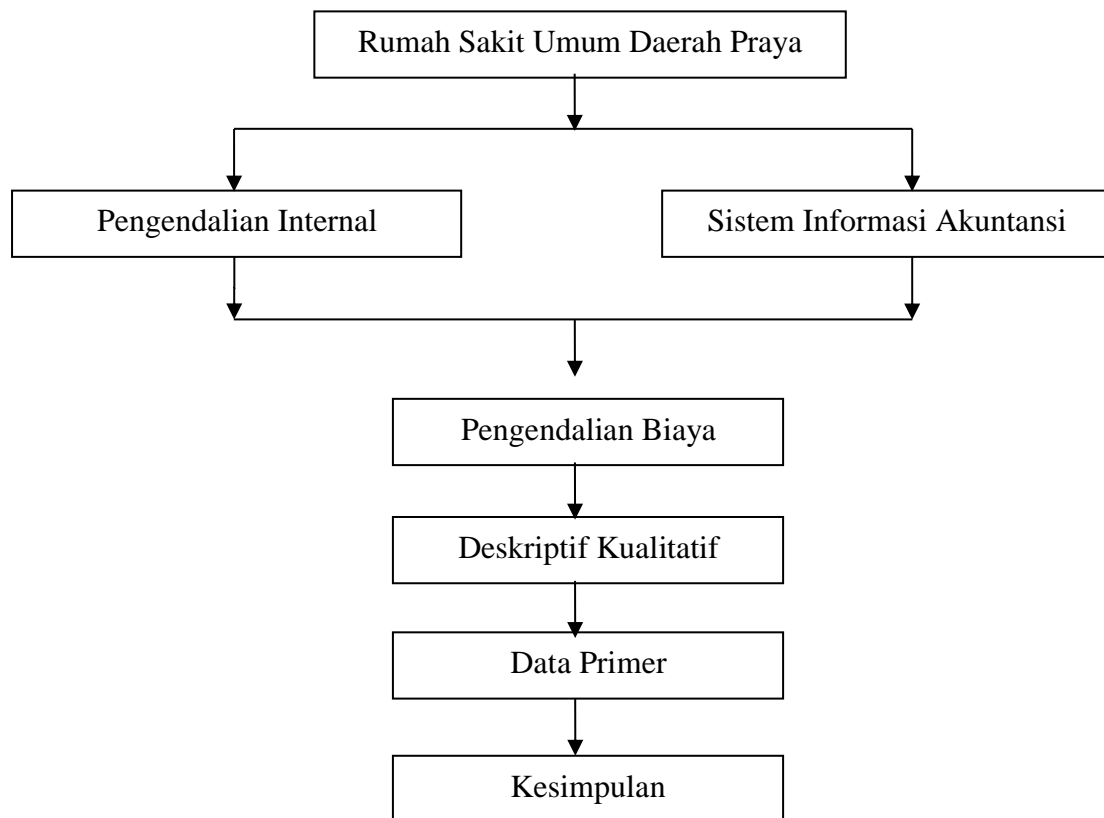 Rumah Sakit Umum Daerah Praya
Pengendalian Internal
Sistem Informasi Akuntansi
Pengendalian Biaya
Deskriptif Kualitatif
Data Primer
Kesimpulan